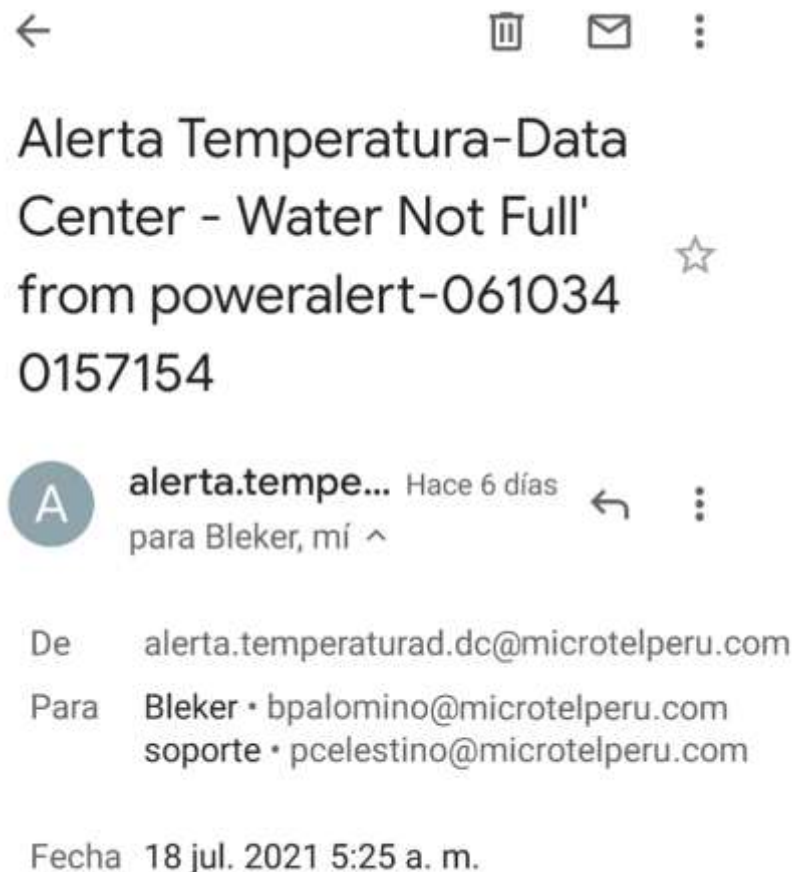 Alerta Temperatura-Data
Center - Water Not Full'
from poweralert-061034
0157154
A
alerta.tempe... Hace 6 días
para Bleker, mí
De alerta.temperaturad.dc@microtelperu.com
Para Bleker • bpalomino@microtelperu.com
soporte • pcelestino@microtelperu.com
Fecha 18 jul. 2021 5:25 a. m.